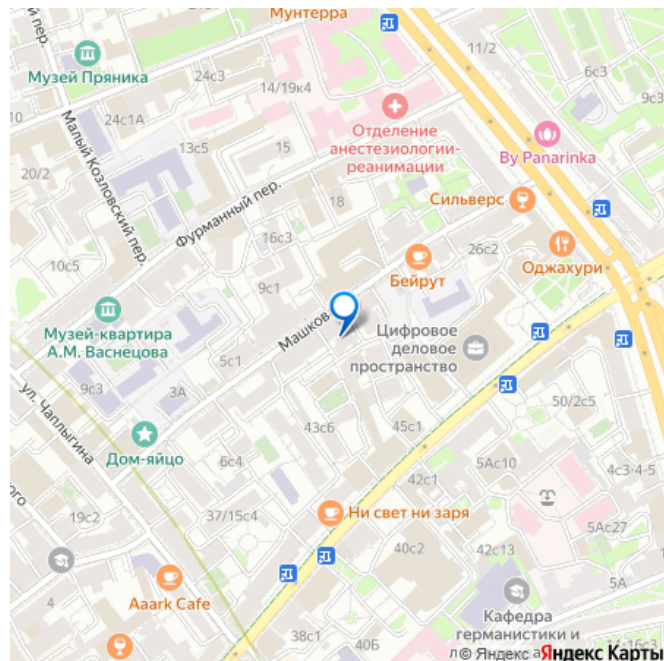 Мунтерра
11/2
6с3
Музей Пряника
24с3
14/19к4
24с1А
Отделение
анестезиологии-
реанимации
By Panarinka
13с5
15
20/2
Малый Козловский пер.
Фурманный пер.
18
Сильверс
16с3
26с2
Оджахури
10с5
Бейрут
9с1
Музей-квартира
А.М. Васнецова
Машков
Цифровое
деловое
пространство
5с1
9с3
3А
50/2с5
ул. Чаплыгина
43с6
45с1
Дом-яйцо
6с4
5Ас10
4с3-4-5
42с1
ного
19с2
37/15с4
Ни свет ни заря
5Ас27
40с2
42с13
5А
4
Aaark Cafe
Кафедра
германистики и
38с1
40Б
14-16с3
© Яндекс Яндекс Карты